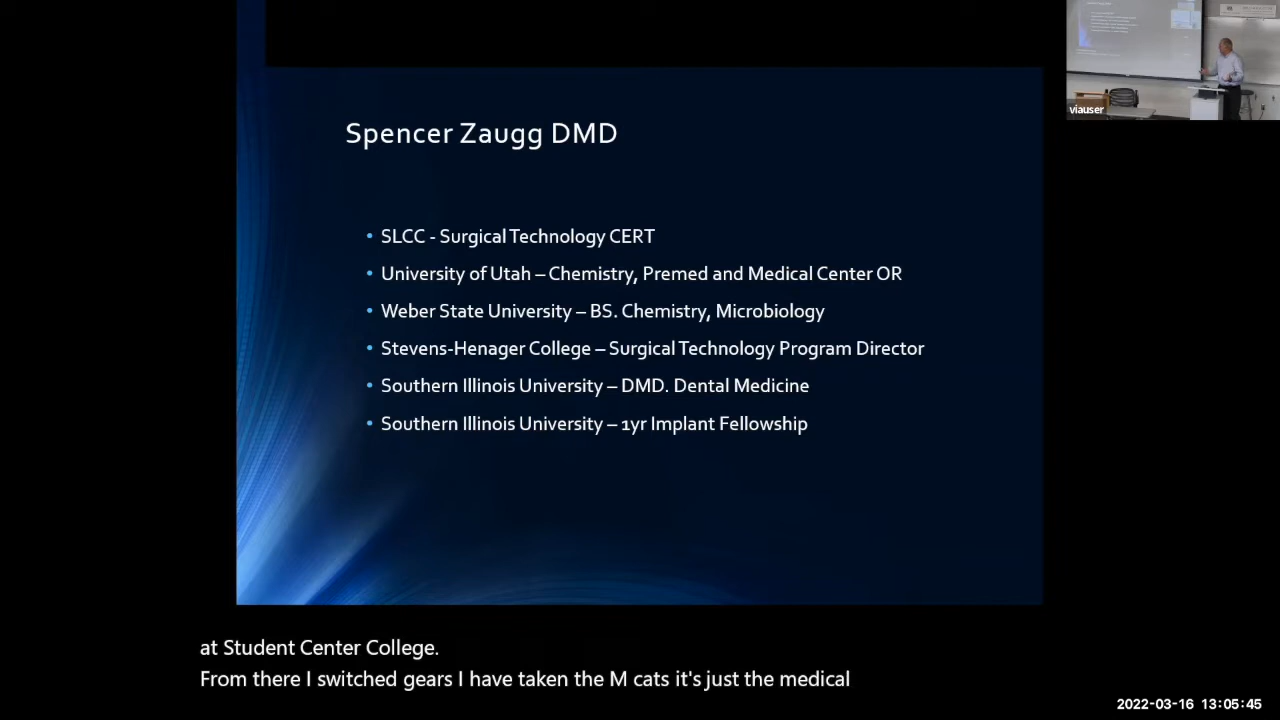 Spencer Zaugg DMD
• SLCC - Surgical Technology CERT
• University of Utah – Chemistry, Premed and Medical Center OR
• Weber State University – BS. Chemistry, Microbiology
• Stevens-Henager College – Surgical Technology Program Director
• Southern Illinois University – DMD. Dental Medicine
• Southern Illinois University – 1yr Implant Fellowship
viauser
at Student Center College.
From there I switched gears I have taken the M cats it's just the medical
2022-03-16 13:05:45